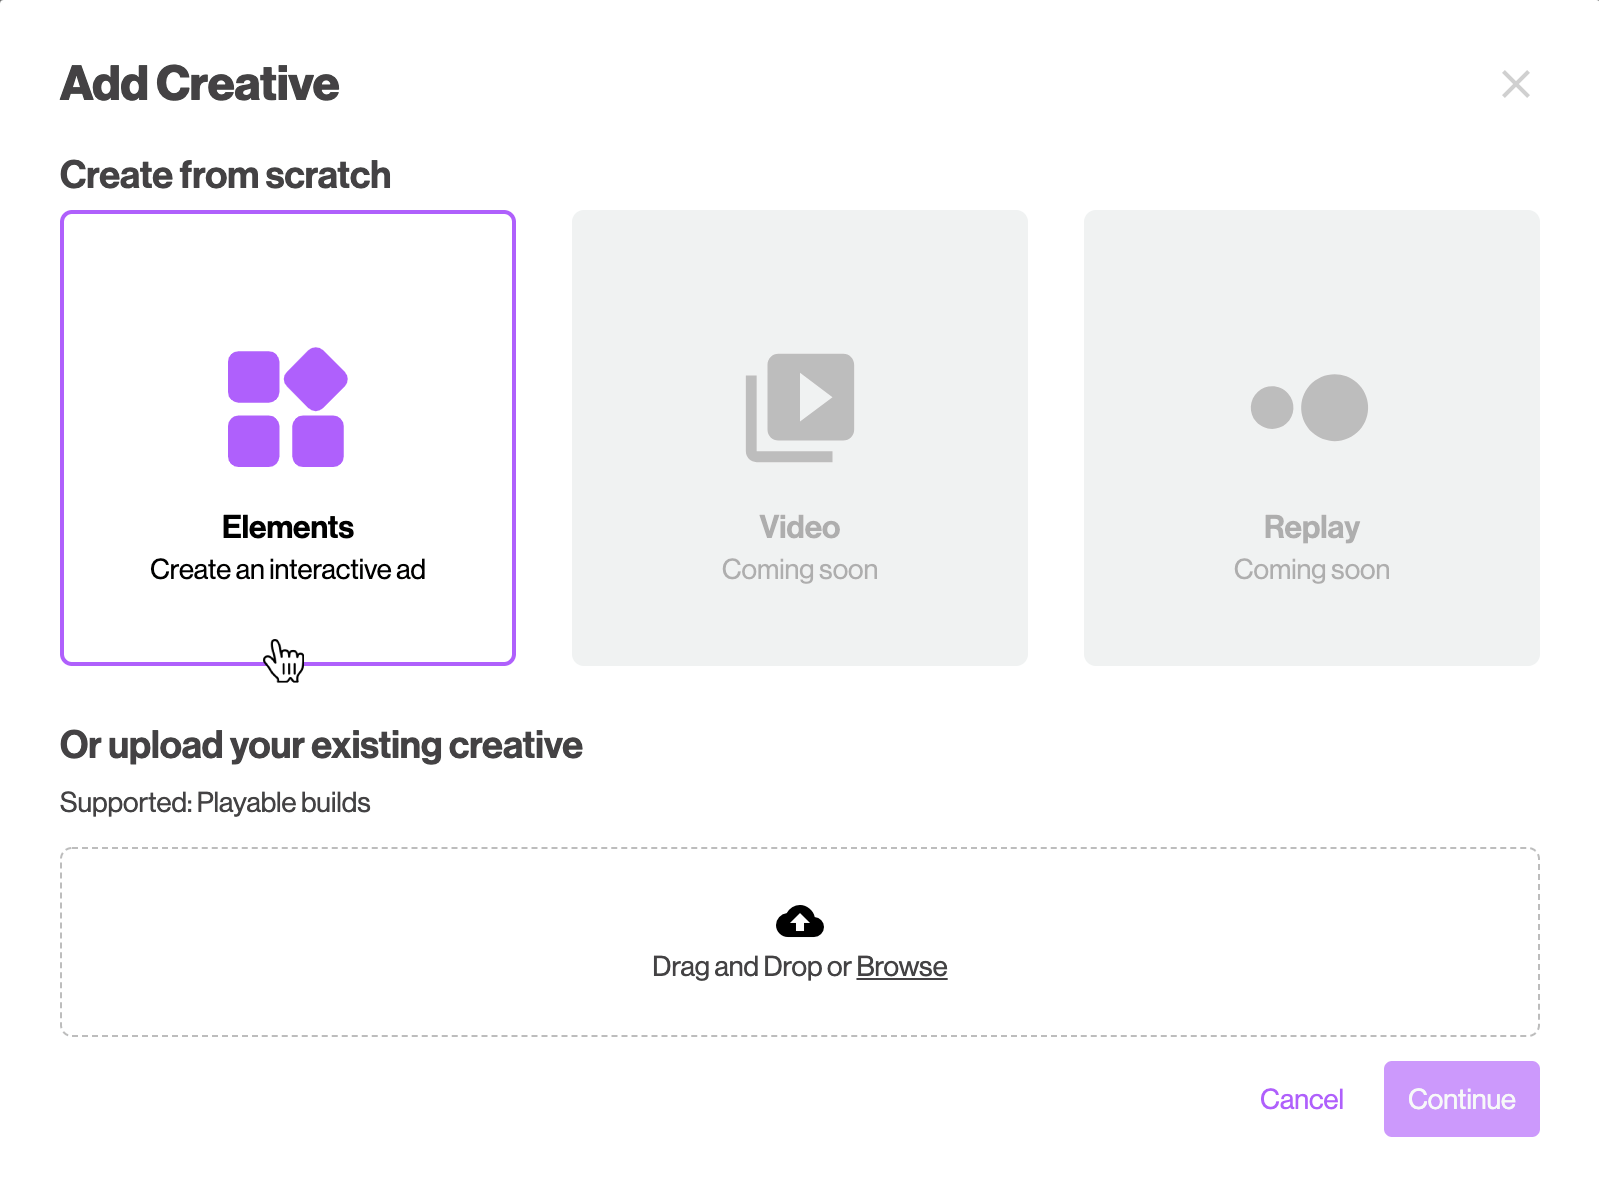 Add Creative
Create from scratch
Elements
Create an interactive ad
Video
Coming soon
Replay
Coming soon
Or upload your existing creative
Supported: Playable builds
Drag and Drop or Browse
Cancel
Continue